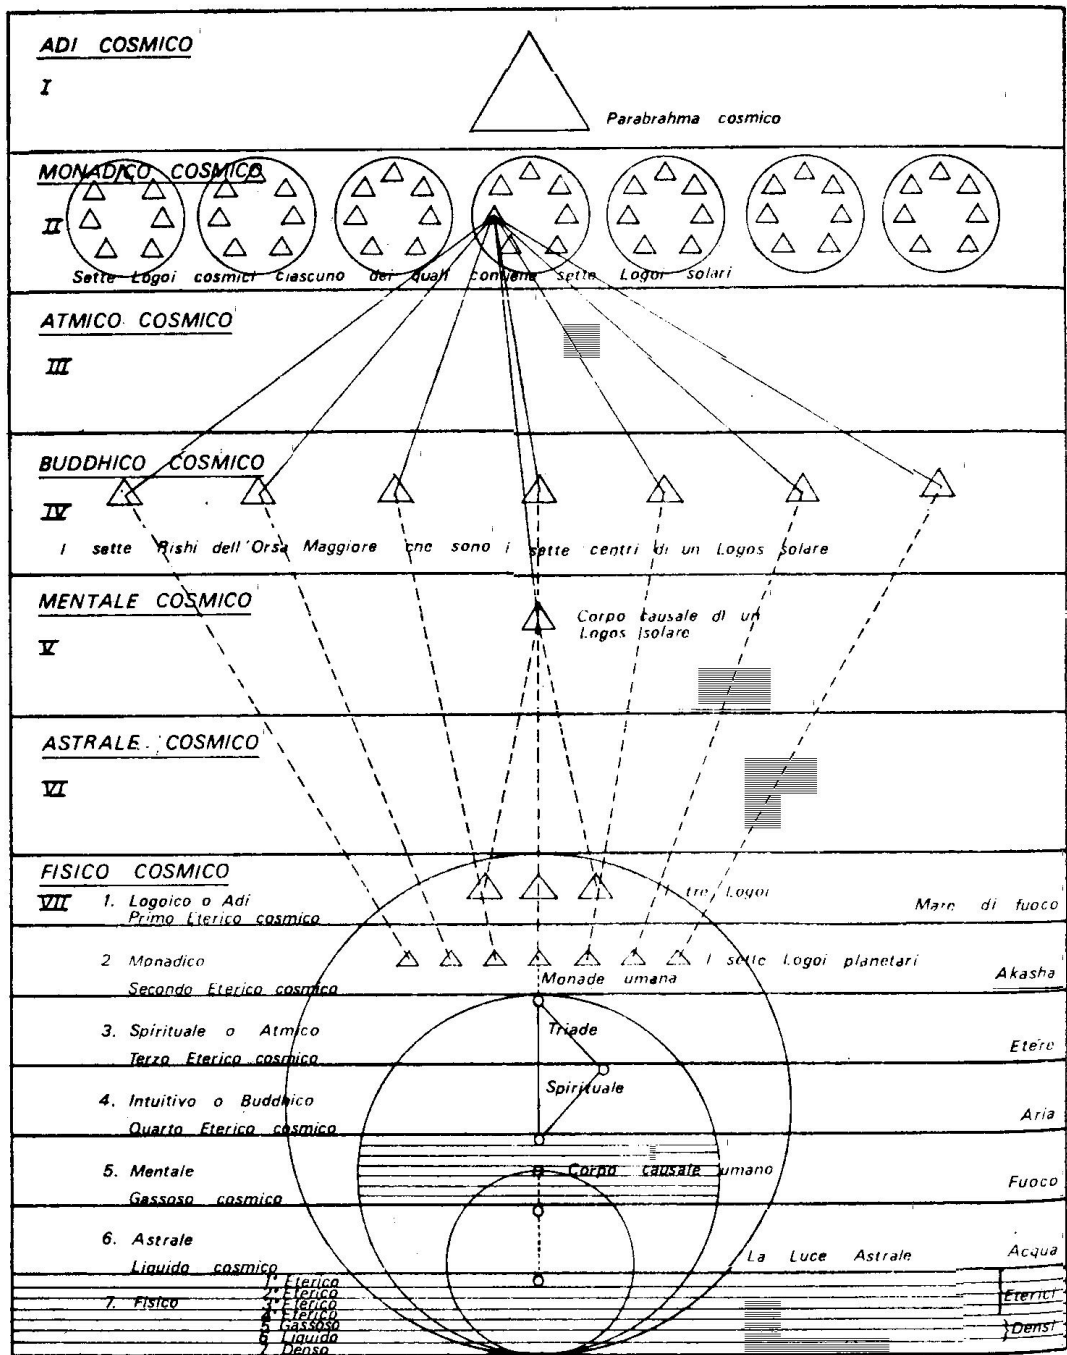 ADI COSMICO
I
Parabrahma cosmico
MONADICO COSMICO
II
Sette Logoi cosmici ciascuno dei quali contiene sette Logoi solari
ATMICO COSMICO
III
BUDDHICO COSMICO
IV
I sette Rishi dell'Orsa Maggiore che sono i sette centri di un Logos solare
MENTALE COSMICO
V
Corpo causale di un
Logos solare
ASTRALE COSMICO
VI
FISICO COSMICO
VII
1. Logoico o Adi
Primo Eterico cosmico
I tre Logoi
Mare di fuoco
2 Monadico
Secondo Eterico cosmico
I sette Logoi planetari
Monade umana
Akasha
3. Spirituale o Atmico
Terzo Eterico cosmico
Triade
Etere
4. Intuitivo o Buddhico
Quarto Eterico cosmico
Spirituale
Aria
5. Mentale
Gassoso cosmico
Corpo causale umano
Fuoco
6. Astrale
Liquido cosmico
La Luce Astrale
Acqua
7. Fisico
1° Eterico
2° Eterico
3° Eterico
4° Eterico
5 Gassoso
6 Liquido
7 Denso
Eterici
Densi